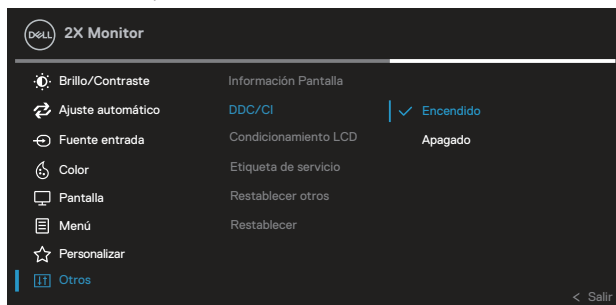 DELL 2X Monitor
Brillo/Contraste Información Pantalla
Ajuste automático DDC/CI Encendido
Fuente entrada Condicionamiento LCD Apagado
Color Etiqueta de servicio
Pantalla Restablecer otros
Menú Restablecer
Personalizar
Otros
< Salir